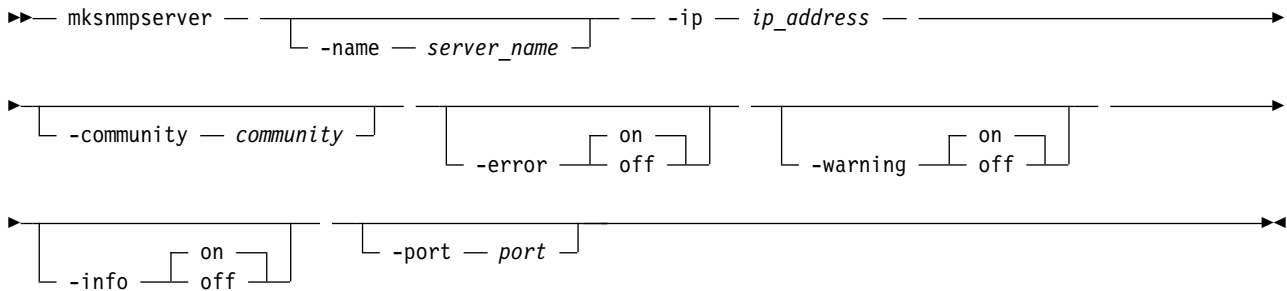 mksnmpserver -name server_name -ip ip_address
-community community -error on off -warning on off
-info on off -port port